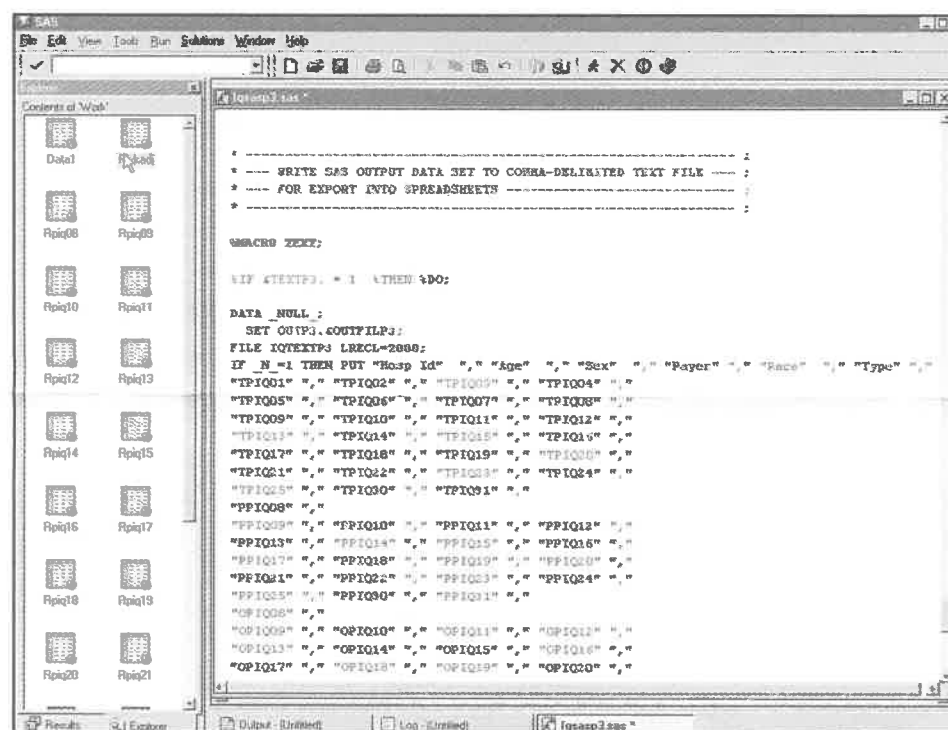 SAS
File Edit View Tools Run Solutions Window Help
Contents of 'Work'
Iqsasp3.sas *
Data1
Rpiq08 Rpiq09
Rpiq10 Rpiq11
Rpiq12 Rpiq13
Rpiq14 Rpiq15
Rpiq16 Rpiq17
Rpiq18 Rpiq19
Rpiq20 Rpiq21
* ------------------------------------------------------------ ;
* --- WRITE SAS OUTPUT DATA SET TO COMMA-DELIMITED TEXT FILE --- ;
* --- FOR EXPORT INTO SPREADSHEETS ----------------------------- ;
* ------------------------------------------------------------ ;
%MACRO TEXT;
%IF &TEXTP3. = 1 %THEN %DO;
DATA _NULL_;
SET OUTP3.&OUTFILP3;
FILE IQTEXTP3 LRECL=2000;
IF _N_=1 THEN PUT "Hosp Id" "," "Age" "," "Sex" "," "Payer" "," "Race" "," "Type" ","
"TPIQ01" "," "TPIQ02" "," "TPIQ03" "," "TPIQ04" ","
"TPIQ05" "," "TPIQ06" "," "TPIQ07" "," "TPIQ08" ","
"TPIQ09" "," "TPIQ10" "," "TPIQ11" "," "TPIQ12" ","
"TPIQ13" "," "TPIQ14" "," "TPIQ15" "," "TPIQ16" ","
"TPIQ17" "," "TPIQ18" "," "TPIQ19" "," "TPIQ20" ","
"TPIQ21" "," "TPIQ22" "," "TPIQ23" "," "TPIQ24" ","
"TPIQ25" "," "TPIQ30" "," "TPIQ31" ","
"PPIQ08" ","
"PPIQ09" "," "PPIQ10" "," "PPIQ11" "," "PPIQ12" ","
"PPIQ13" "," "PPIQ14" "," "PPIQ15" "," "PPIQ16" ","
"PPIQ17" "," "PPIQ18" "," "PPIQ19" "," "PPIQ20" ","
"PPIQ21" "," "PPIQ22" "," "PPIQ23" "," "PPIQ24" ","
"PPIQ25" "," "PPIQ30" "," "PPIQ31" ","
"OPIQ08" ","
"OPIQ09" "," "OPIQ10" "," "OPIQ11" "," "OPIQ12" ","
"OPIQ13" "," "OPIQ14" "," "OPIQ15" "," "OPIQ16" ","
"OPIQ17" "," "OPIQ18" "," "OPIQ19" "," "OPIQ20" ","
Results Explorer Output - (Untitled) Log - (Untitled) Iqsasp3.sas *